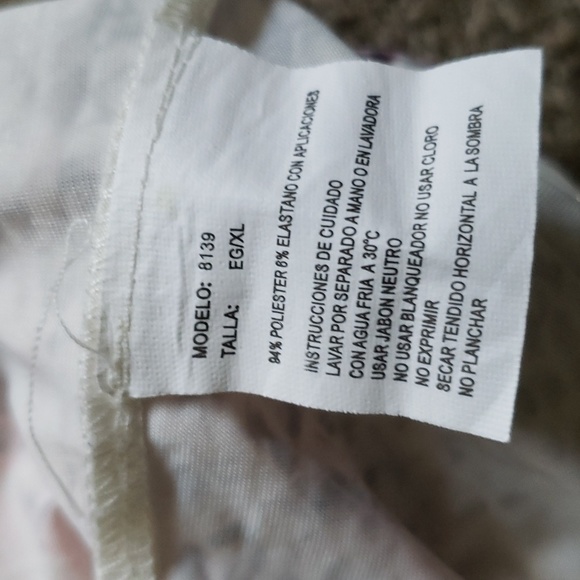 MODELO: 8139
TALLA: EG/XL
94% POLIESTER 6% ELASTANO CON APLICACIONES
INSTRUCCIONES DE CUIDADO
LAVAR POR SEPARADO A MANO O EN LAVADORA
CON AGUA FRIA A 30°C
USAR JABON NEUTRO
NO USAR BLANQUEADOR NO USAR CLORO
NO EXPRIMIR
SECAR TENDIDO HORIZONTAL A LA SOMBRA
NO PLANCHAR